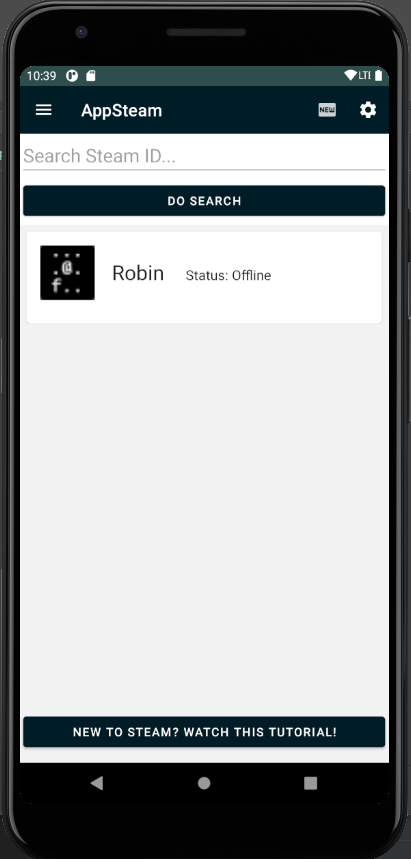 10:39 LTE
AppSteam NEW
Search Steam ID...
DO SEARCH
...
.@.
f..
Robin Status: Offline
NEW TO STEAM? WATCH THIS TUTORIAL!